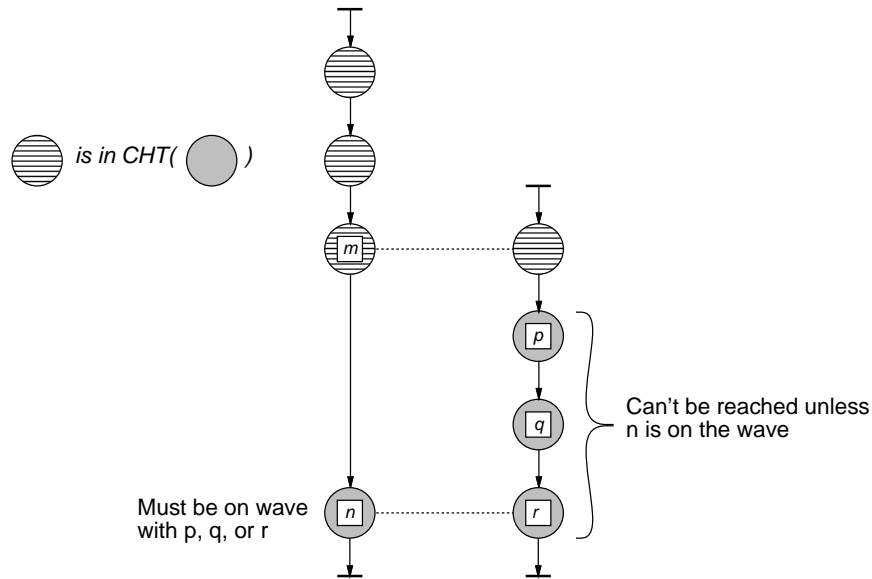 is in CHT( )
m
p
q
Can't be reached unless
n is on the wave
Must be on wave
with p, q, or r
n
r